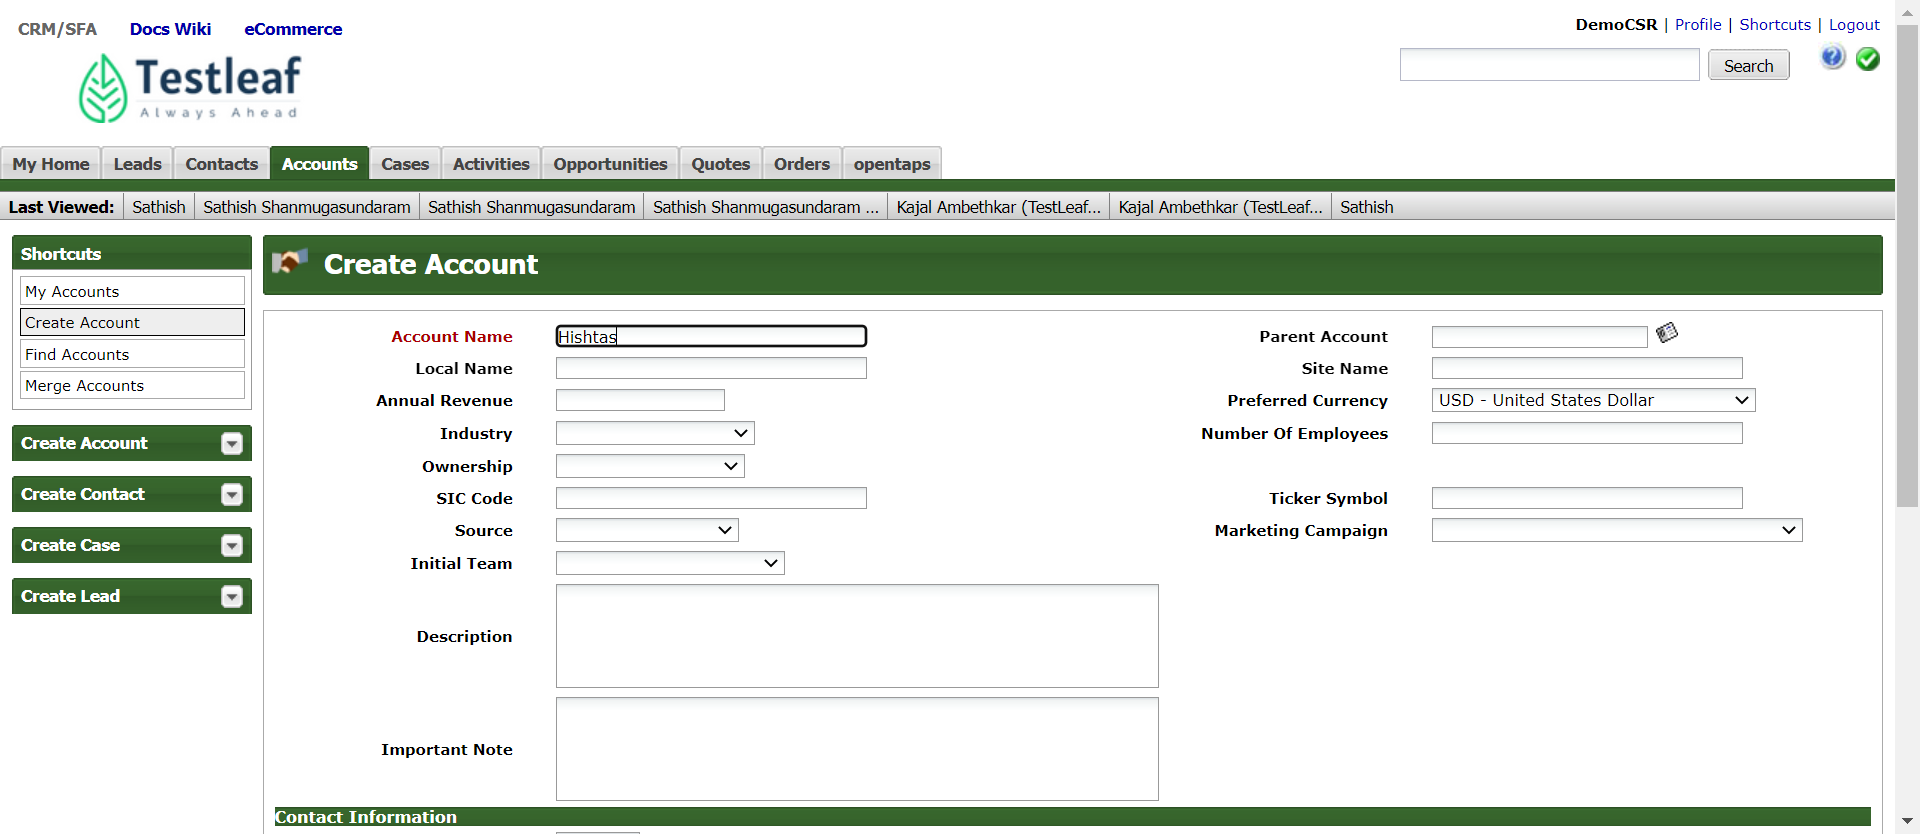 CRM/SFA Docs Wiki eCommerce
DemoCSR | Profile | Shortcuts | Logout
Testleaf
Always Ahead
Search
My Home Leads Contacts Accounts Cases Activities Opportunities Quotes Orders opentaps
Last Viewed: Sathish Sathish Shanmugasundaram Sathish Shanmugasundaram Sathish Shanmugasundaram ... Kajal Ambethkar (TestLeaf... Kajal Ambethkar (TestLeaf... Sathish
Shortcuts
My Accounts
Create Account
Find Accounts
Merge Accounts
Create Account
Create Contact
Create Case
Create Lead
Create Account
Account Name Hishtas Parent Account
Local Name Site Name
Annual Revenue Preferred Currency USD - United States Dollar
Industry Number Of Employees
Ownership
SIC Code Ticker Symbol
Source Marketing Campaign
Initial Team
Description
Important Note
Contact Information